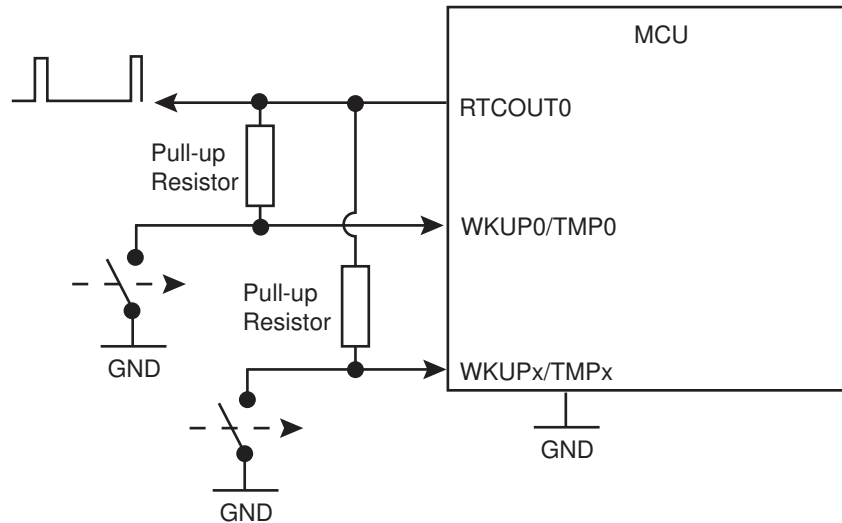 MCU
RTCOUT0
Pull-up
Resistor
WKUP0/TMP0
Pull-up
Resistor
GND
WKUPx/TMPx
GND
GND